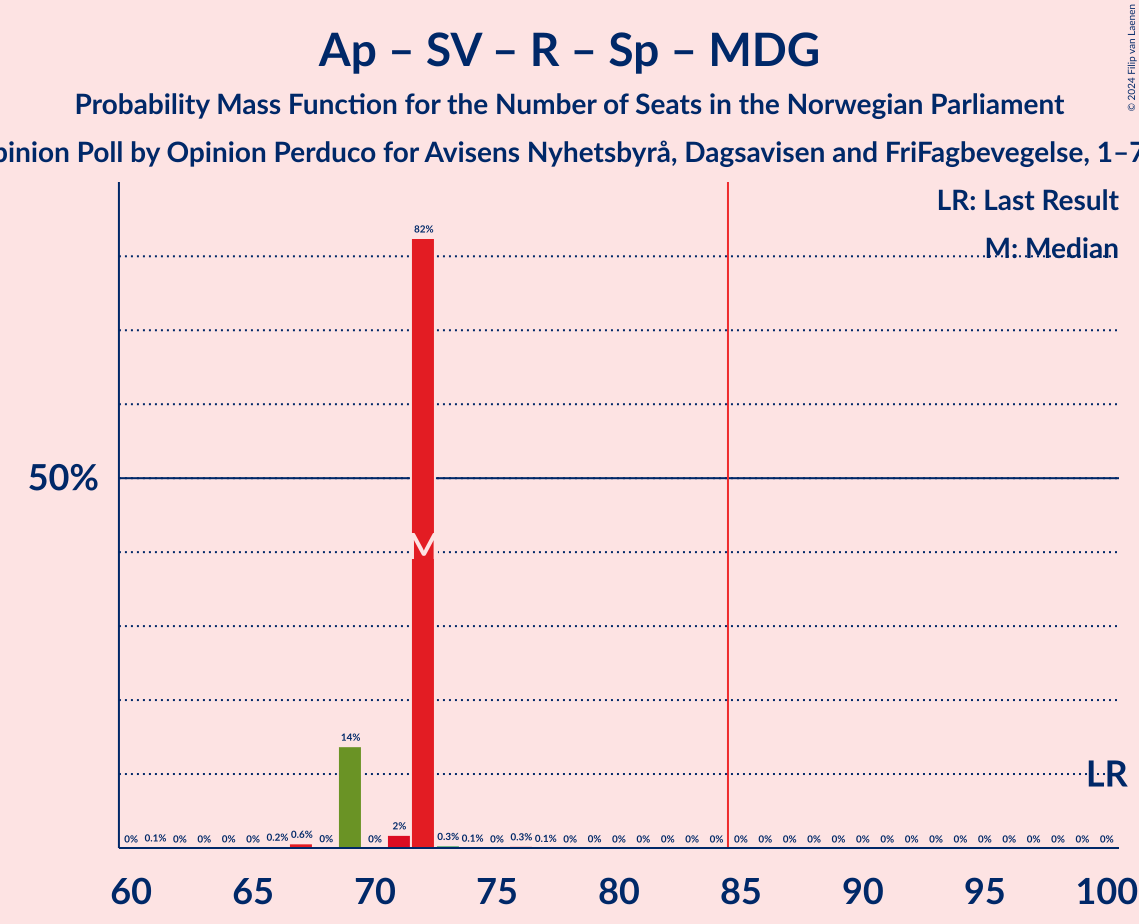 Ap – SV – R – Sp – MDG
Probability Mass Function for the Number of Seats in the Norwegian Parliament
pinion Poll by Opinion Perduco for Avisens Nyhetsbyrå, Dagsavisen and FriFagbevegelse, 1–7
© 2024 Filip van Laenen
LR: Last Result
M: Median
82%
50%
M
14%
LR
0% 0.1% 0% 0% 0% 0% 0.2% 0.6% 0% 0% 2% 0.3% 0.1% 0% 0.3% 0.1% 0% 0% 0% 0% 0% 0% 0% 0% 0% 0% 0% 0% 0% 0% 0% 0% 0% 0% 0% 0% 0% 0% 0%
60 65 70 75 80 85 90 95 100